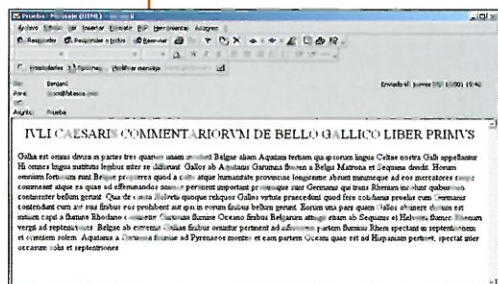 Prueba - Mensaje (HTML)
Archivo Ver Insertar Formato Herramientas Acciones
Responder Responder a todos Reenviar
Opciones...
De: Benjamí
Para:
CC:
Asunto: Prueba
IVLI CAESARIS COMMENTARIORVM DE BELLO GALLICO LIBER PRIMVS
Gallia est omnis divisa in partes tres quarum unam incolunt Belgae aliam Aquitani tertiam qui ipsorum lingua Celtae nostra Galli appellantur
Hi omnes lingua institutis legibus inter se differunt Gallos ab Aquitanis Garumna flumen a Belgis Matrona et Sequana dividit Horum
omnium fortissimi sunt Belgae propterea quod a cultu atque humanitate provinciae longissime absunt minimeque ad eos mercatores saepe
commeant atque ea quae ad effeminandos animos pertinent important proximique sunt Germanis qui trans Rhenum incolunt quibuscum
continenter bellum gerunt Qua de causa Helvetii quoque reliquos Gallos virtute praecedunt quod fere cotidianis proeliis cum Germanis
contendunt cum aut suis finibus eos prohibent aut ipsi in eorum finibus bellum gerunt Eorum una pars quam Gallos obtinere dictum est
initium capit a flumine Rhodano continetur Garumna flumine Oceano finibus Belgarum attingit etiam ab Sequanis et Helvetiis flumen Rhenum
vergit ad septentriones Belgae ab extremis Galliae finibus oriuntur pertinent ad inferiorem partem fluminis Rheni spectant in septentrionem
et orientem solem Aquitania a Garumna flumine ad Pyrenaeos montes et eam partem Oceani quae est ad Hispaniam pertinet spectat inter
occasum solis et septentriones